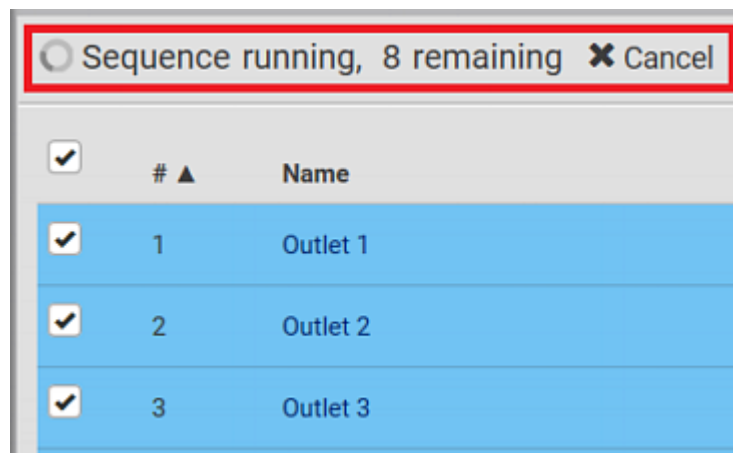 Sequence running, 8 remaining ✖ Cancel
# ▲ Name
1 Outlet 1
2 Outlet 2
3 Outlet 3